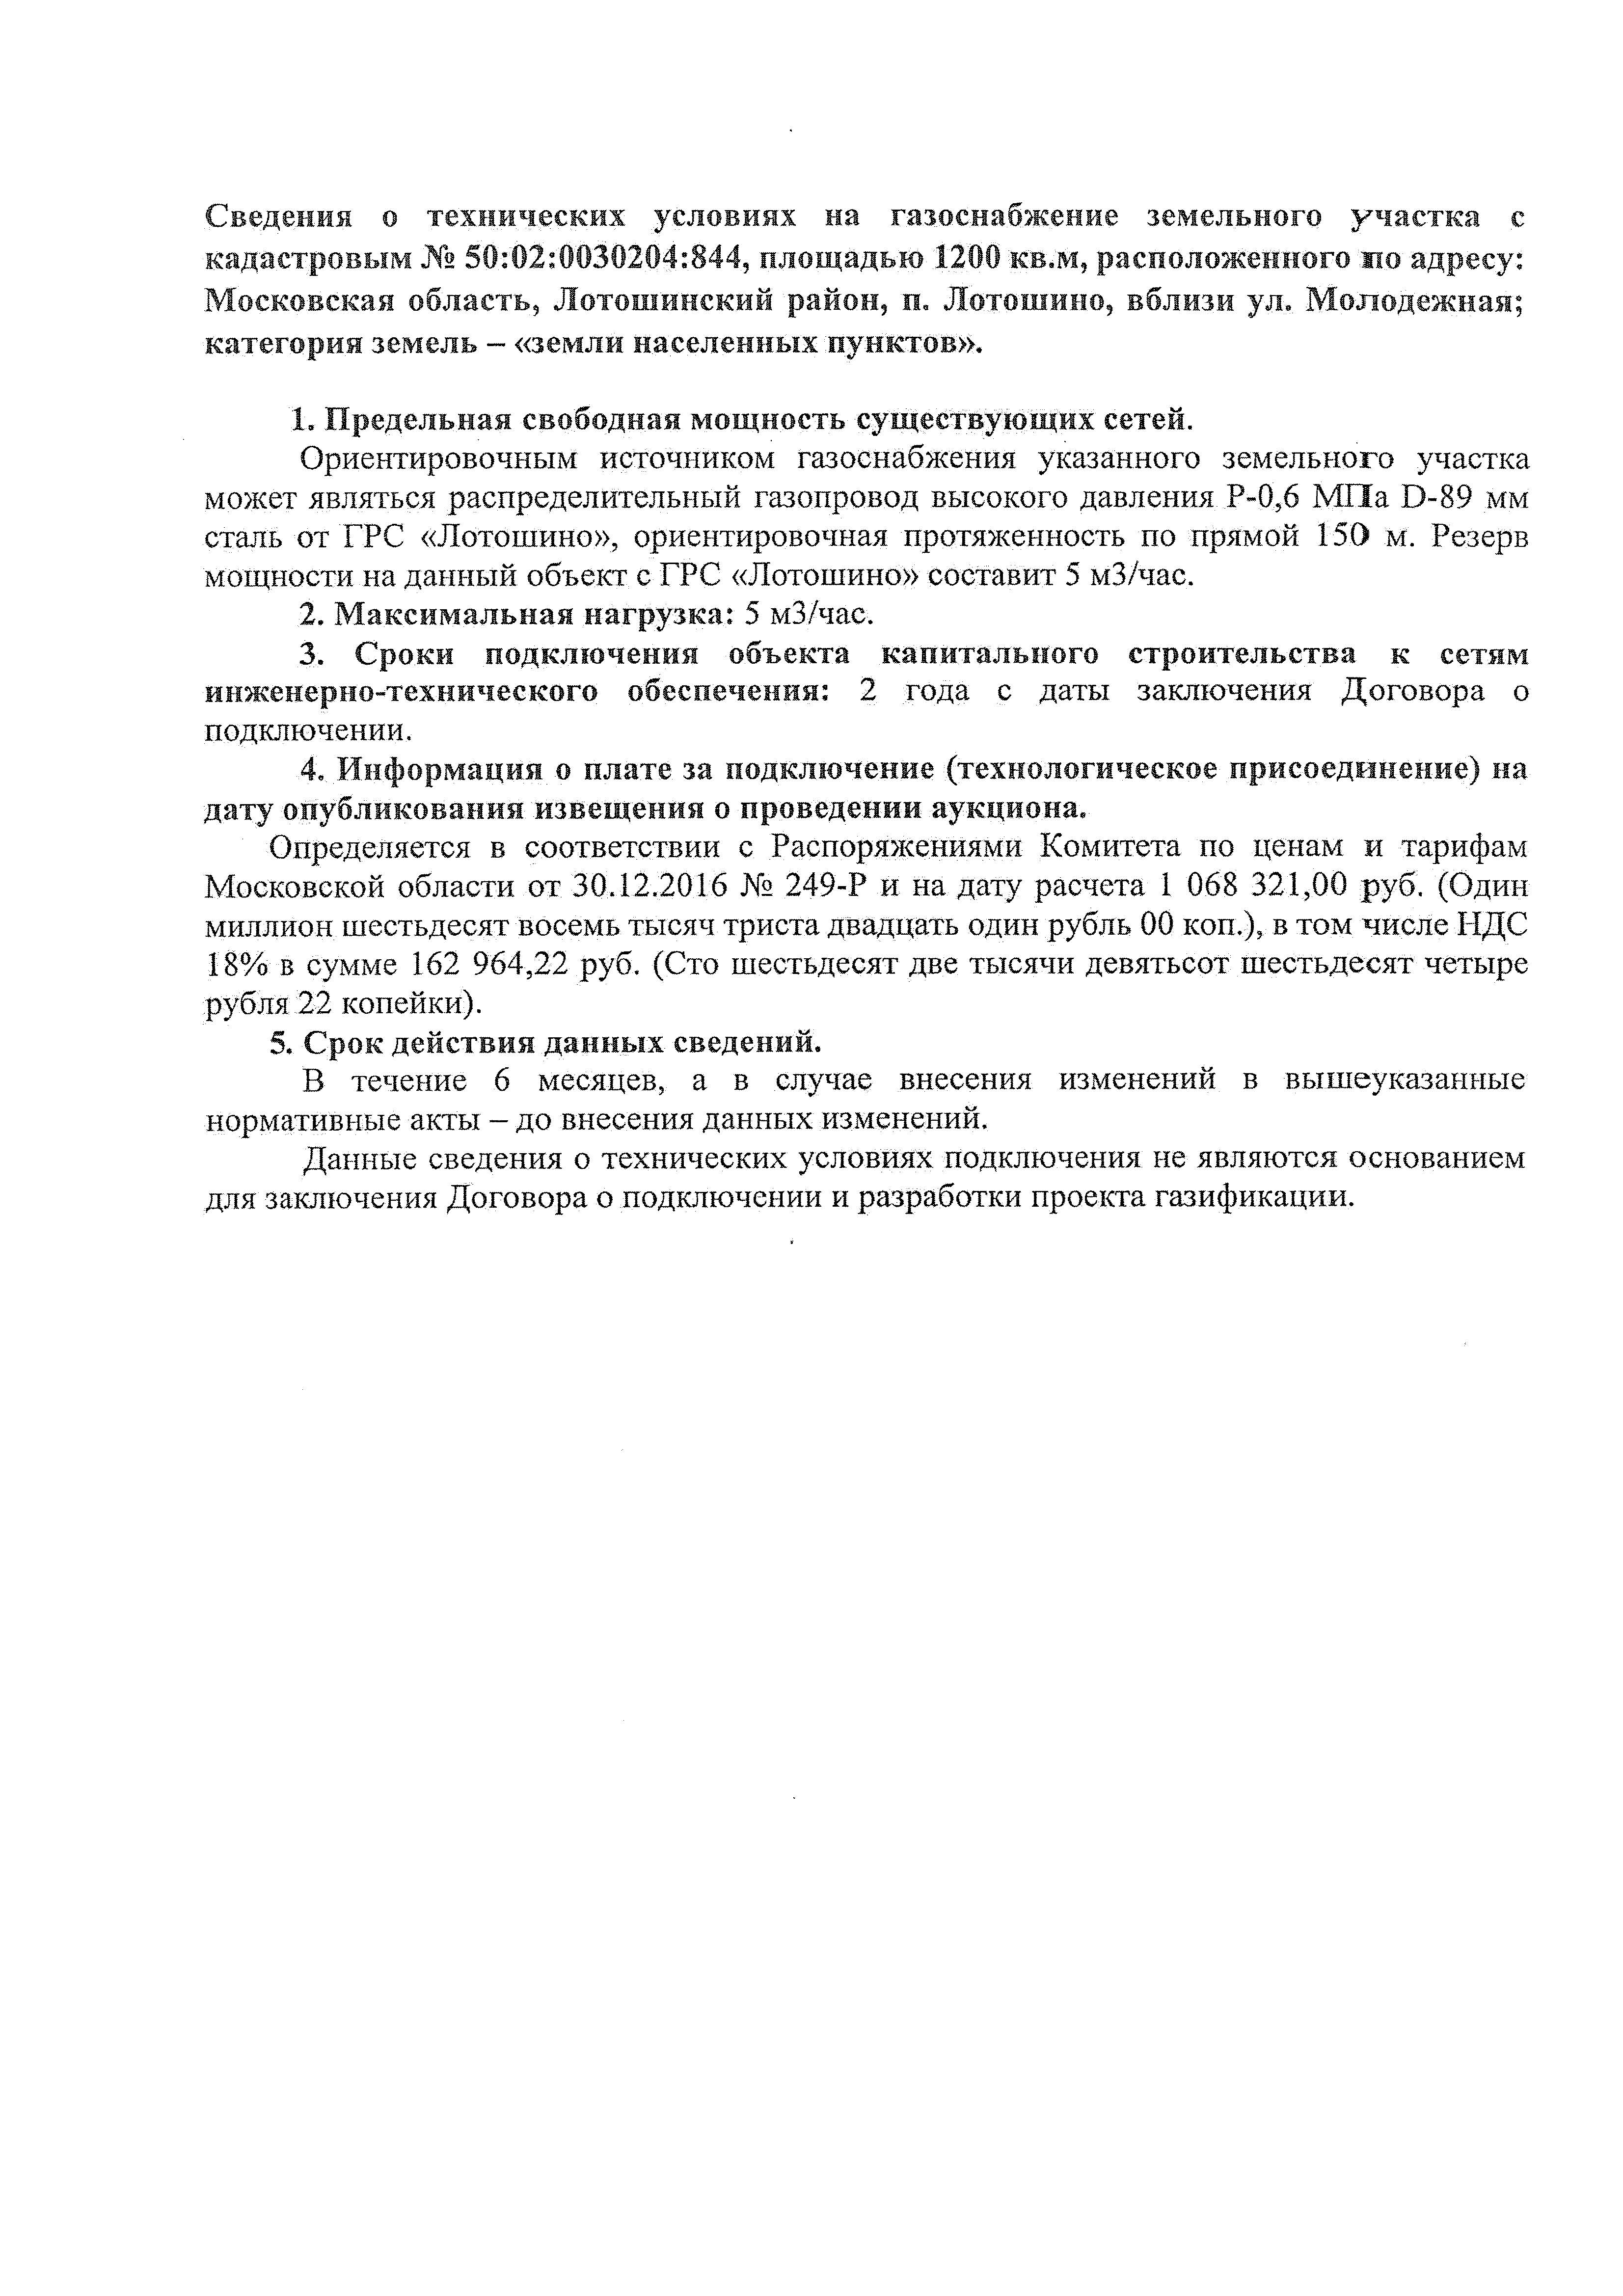 Сведения о технических условиях на газоснабжение земельного участка с
кадастровым № 50:02:0030204:844, площадью 1200 кв.м, расположенного по адресу:
Московская область, Лотошинский район, п. Лотошино, вблизи ул. Молодежная;
категория земель – «земли населенных пунктов».
1. Предельная свободная мощность существующих сетей.
Ориентировочным источником газоснабжения указанного земельного участка
может являться распределительный газопровод высокого давления Р-0,6 МПа D-89 мм
сталь от ГРС «Лотошино», ориентировочная протяженность по прямой 150 м. Резерв
мощности на данный объект с ГРС «Лотошино» составит 5 м3/час.
2. Максимальная нагрузка: 5 м3/час.
3. Сроки подключения объекта капитального строительства к сетям
инженерно-технического обеспечения: 2 года с даты заключения Договора о
подключении.
4. Информация о плате за подключение (технологическое присоединение) на
дату опубликования извещения о проведении аукциона.
Определяется в соответствии с Распоряжениями Комитета по ценам и тарифам
Московской области от 30.12.2016 № 249-Р и на дату расчета 1 068 321,00 руб. (Один
миллион шестьдесят восемь тысяч триста двадцать один рубль 00 коп.), в том числе НДС
18% в сумме 162 964,22 руб. (Сто шестьдесят две тысячи девятьсот шестьдесят четыре
рубля 22 копейки).
5. Срок действия данных сведений.
В течение 6 месяцев, а в случае внесения изменений в вышеуказанные
нормативные акты – до внесения данных изменений.
Данные сведения о технических условиях подключения не являются основанием
для заключения Договора о подключении и разработки проекта газификации.